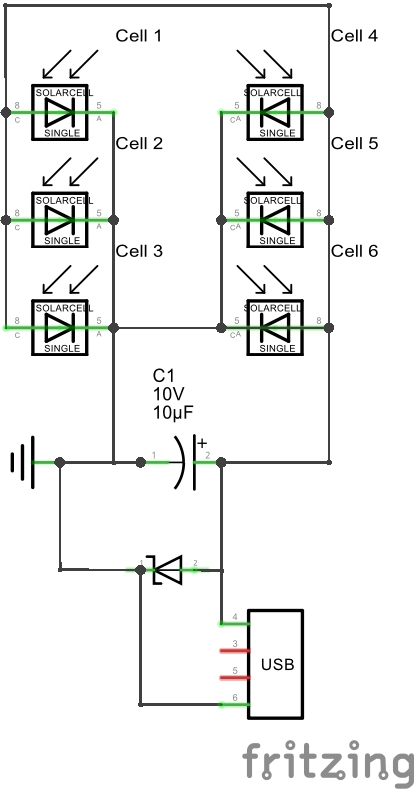 Cell 1
Cell 4
SOLARCELL
SOLARCELL
8
5
5
8
C
A
CA
SINGLE
SINGLE
Cell 2
Cell 5
SOLARCELL
SOLARCELL
8
5
5
8
C
A
CA
SINGLE
SINGLE
Cell 3
Cell 6
SOLARCELL
SOLARCELL
8
5
5
8
C
A
CA
SINGLE
SINGLE
C1
10V
10µF
+
1
2
1
2
4
3
USB
5
6
fritzing